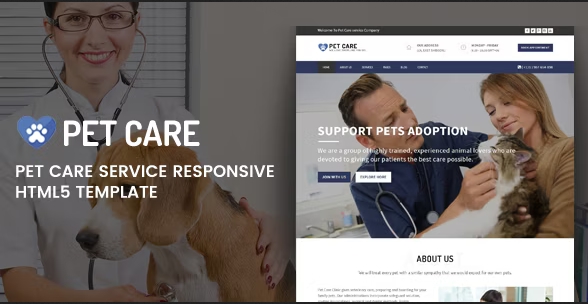 PET CARE
PET CARE SERVICE RESPONSIVE
HTML5 TEMPLATE
Welcome To Pet Care service Company
PET CARE
BOOK APPOINTMENT
HOME
ABOUT US
SERVICES
PAGES
BLOG
CONTACT
SUPPORT PETS ADOPTION
We are a group of highly trained, experienced animal lovers who are
devoted to giving our patients the best care possible.
JOIN WITH US
EXPLORE MORE
ABOUT US
We will treat every pet with a similar sympathy that we would expect for our own pets.